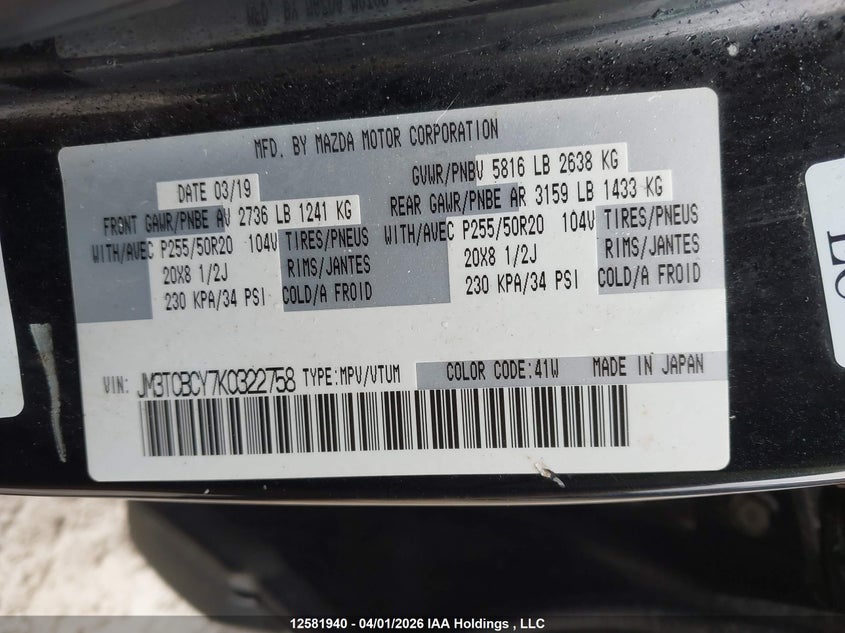 MFD. BY MAZDA MOTOR CORPORATION
DATE 03/19
GVWR/PNBV 5816 LB 2638 KG
FRONT GAWR/PNBE AV 2736 LB 1241 KG
REAR GAWR/PNBE AR 3159 LB 1433 KG
WITH/AVEC P255/50R20 104V TIRES/PNEUS
WITH/AVEC P255/50R20 104V TIRES/PNEUS
20X8 1/2J RIMS/JANTES
20X8 1/2J RIMS/JANTES
230 KPA/34 PSI COLD/A FROID
230 KPA/34 PSI COLD/A FROID
VIN: JM3TCBCY7K0322758 TYPE:MPV/VTUM COLOR CODE:41W MADE IN JAPAN
12581940 - 04/01/2026 IAA Holdings , LLC